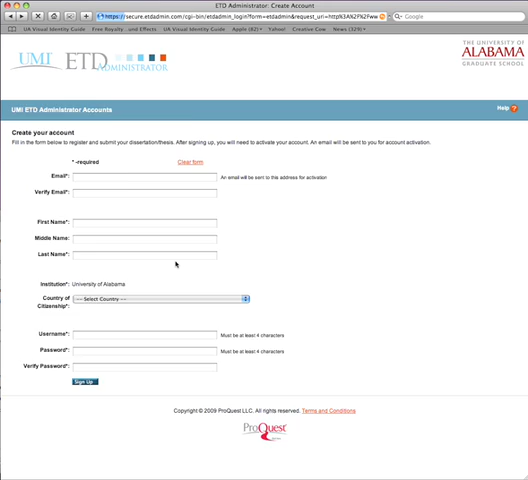 ETD Administrator: Create Account
https://secure.etdadmin.com/cgi-bin/etdadmin_login?form=etdadmin&request_uri=http%3A%2F%2Fww
Google
UA Visual Identity Guide Free Royalty ...and Effects UA Visual Identity Guide Apple (82) Yahoo! Creative Cow News (329)
UMI ETD ADMINISTRATOR
THE UNIVERSITY OF
ALABAMA
GRADUATE SCHOOL
UMI ETD Administrator Accounts Help ?
Create your account
Fill in the form below to register and submit your dissertation/thesis. After signing up, you will need to activate your account. An email will be sent to you for account activation.
* -required Clear form
Email*: An email will be sent to this address for activation
Verify Email*:
First Name*:
Middle Name:
Last Name*:
Institution*: University of Alabama
Country of Citizenship*: --- Select Country ---
Username*: Must be at least 4 characters
Password*: Must be at least 4 characters
Verify Password*:
Sign Up
Copyright © 2009 ProQuest LLC. All rights reserved. Terms and Conditions
ProQuest